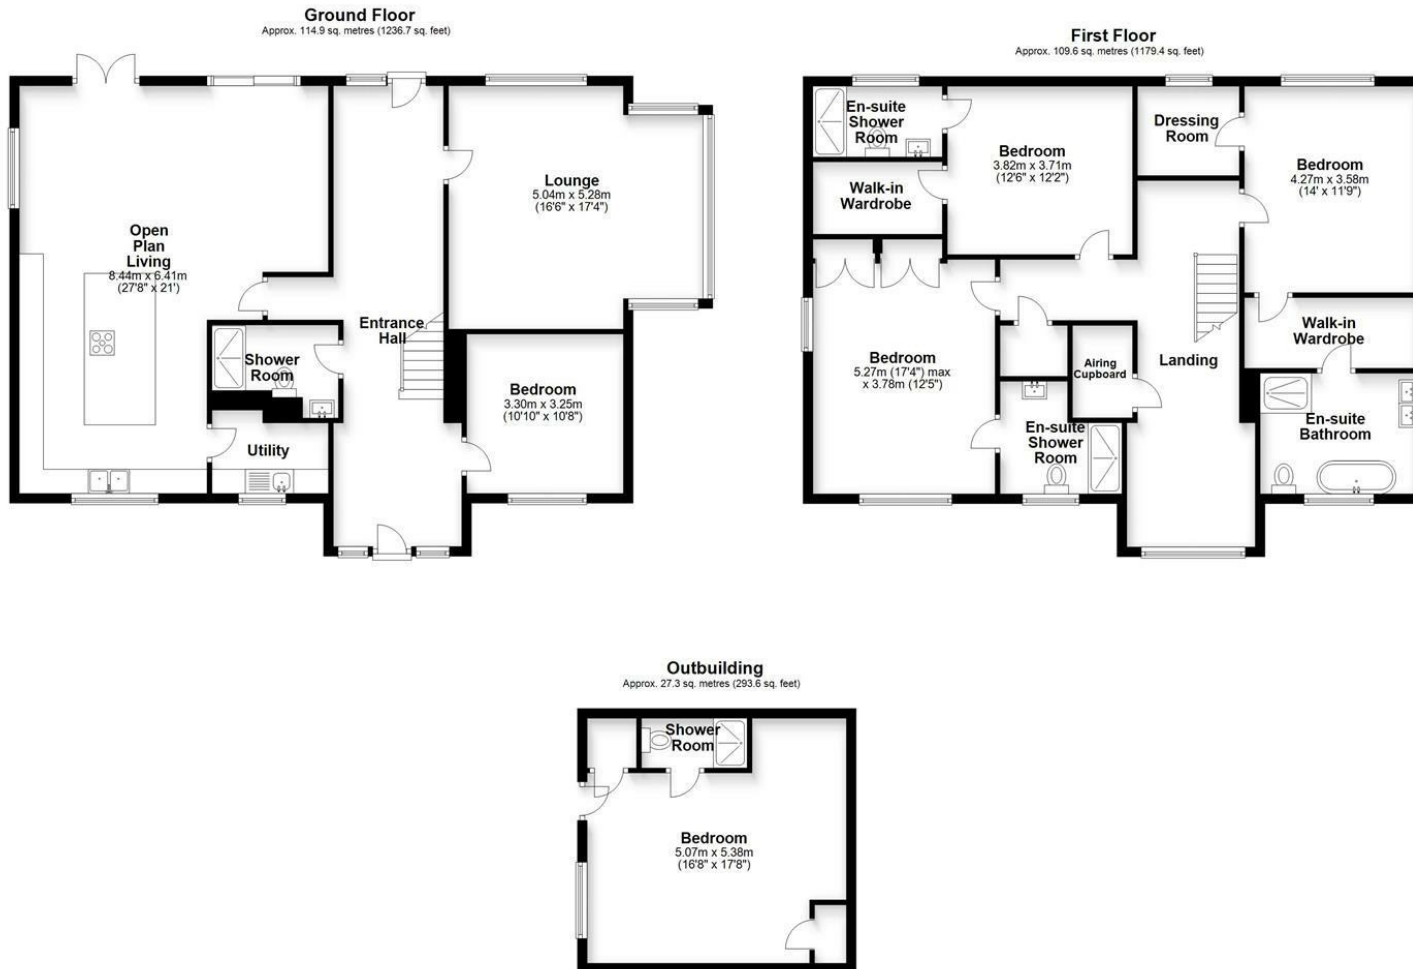 Ground Floor
Approx. 114.9 sq. metres (1236.7 sq. feet)
Open
Plan
Living
8.44m x 6.41m
(27'8" x 21')
Lounge
5.04m x 5.28m
(16'6" x 17'4")
Entrance
Hall
Shower
Room
Utility
Bedroom
3.30m x 3.25m
(10'10" x 10'8")
First Floor
Approx. 109.6 sq. metres (1179.4 sq. feet)
En-suite
Shower
Room
Walk-in
Wardrobe
Bedroom
3.82m x 3.71m
(12'6" x 12'2")
Dressing
Room
Bedroom
4.27m x 3.58m
(14' x 11'9")
Bedroom
5.27m (17'4") max
x 3.78m (12'5")
Airing
Cupboard
Landing
Walk-in
Wardrobe
En-suite
Shower
Room
En-suite
Bathroom
Outbuilding
Approx. 27.3 sq. metres (293.6 sq. feet)
Shower
Room
Bedroom
5.07m x 5.38m
(16'8" x 17'8")